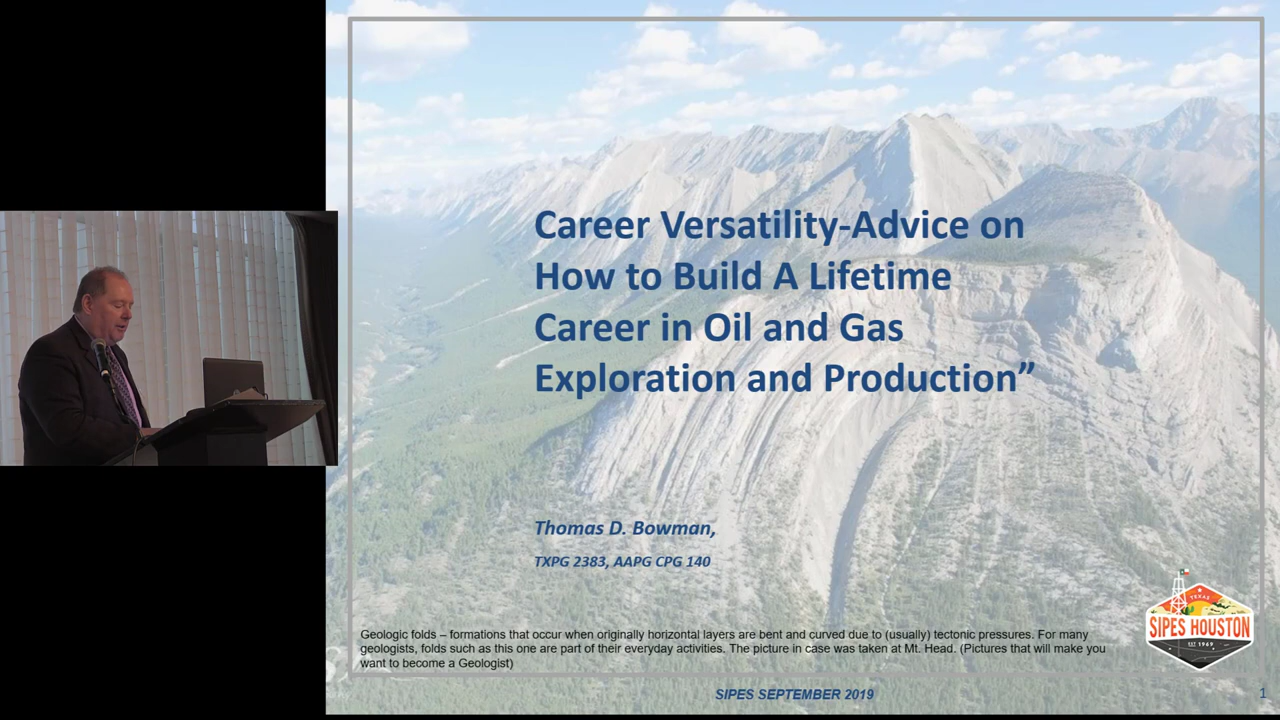 Career Versatility-Advice on
How to Build A Lifetime
Career in Oil and Gas
Exploration and Production”
Thomas D. Bowman,
TXPG 2383, AAPG CPG 140
Geologic folds – formations that occur when originally horizontal layers are bent and curved due to (usually) tectonic pressures. For many
geologists, folds such as this one are part of their everyday activities. The picture in case was taken at Mt. Head. (Pictures that will make you
want to become a Geologist)
TEXAS
SIPES HOUSTON
EST 1969
SIPES SEPTEMBER 2019
1